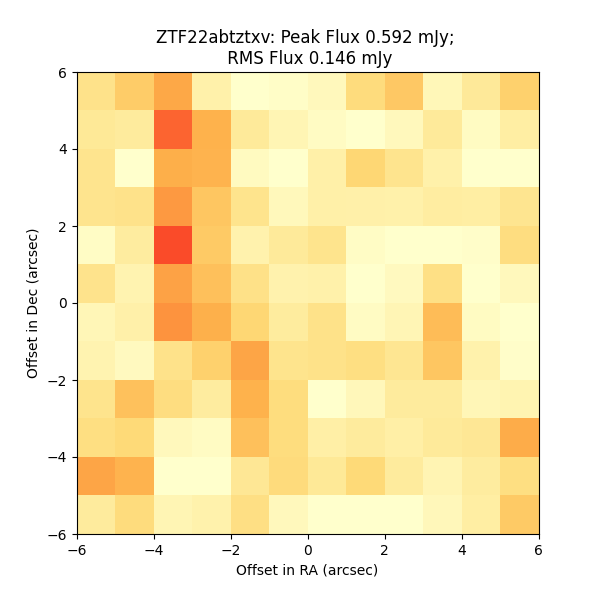 ZTF22abtztxv: Peak Flux 0.592 mJy;
RMS Flux 0.146 mJy
6
4
2
0
−2
−4
−6
Offset in Dec (arcsec)
−6 −4 −2 0 2 4 6
Offset in RA (arcsec)